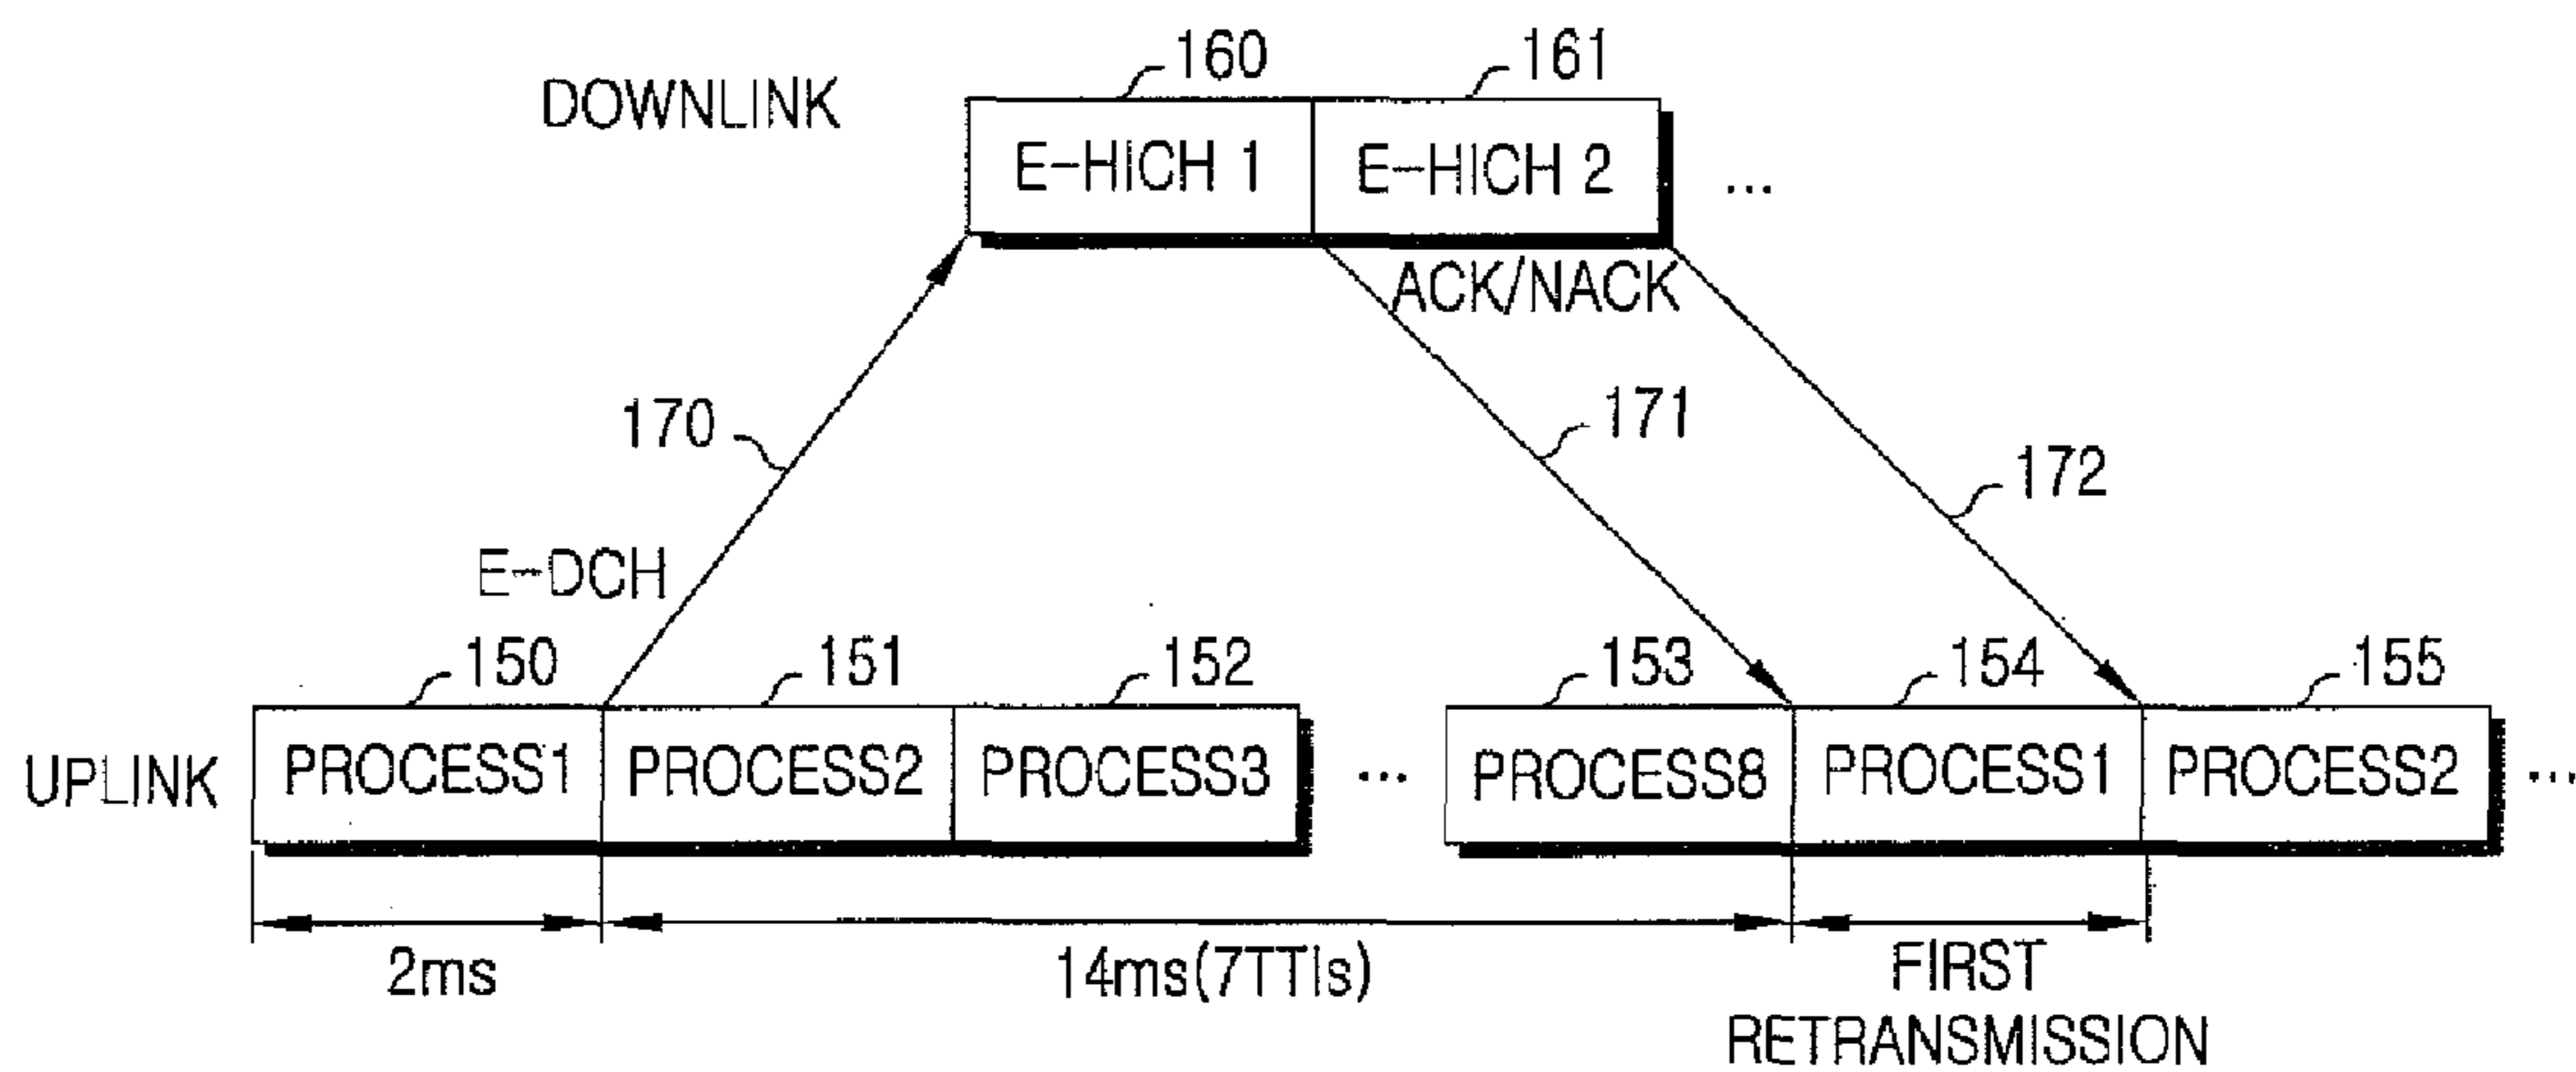 160
161
DOWNLINK
E-HICH 1
E-HICH 2
...
ACK/NACK
170
171
172
E-DCH
150
151
152
153
154
155
UPLINK
PROCESS1
PROCESS2
PROCESS3
...
PROCESS8
PROCESS1
PROCESS2
...
2ms
14ms(7TTIs)
FIRST
RETRANSMISSION